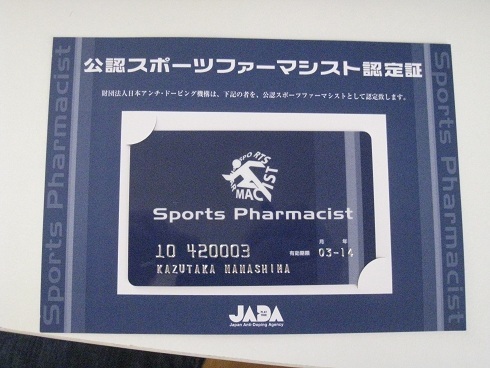 公認スポーツファーマシスト認定証
財団法人日本アンチ・ドーピング機構は、下記の者を、公認スポーツファーマシストとして認定致します。
Sports Pharmacist
Sports Pharmacist
SPORTS
MACIST
Sports Pharmacist
10 420003
月 年
有効期限 03-14
KAZUTAKA NANASHIMA
JADA
Japan Anti-Doping Agency